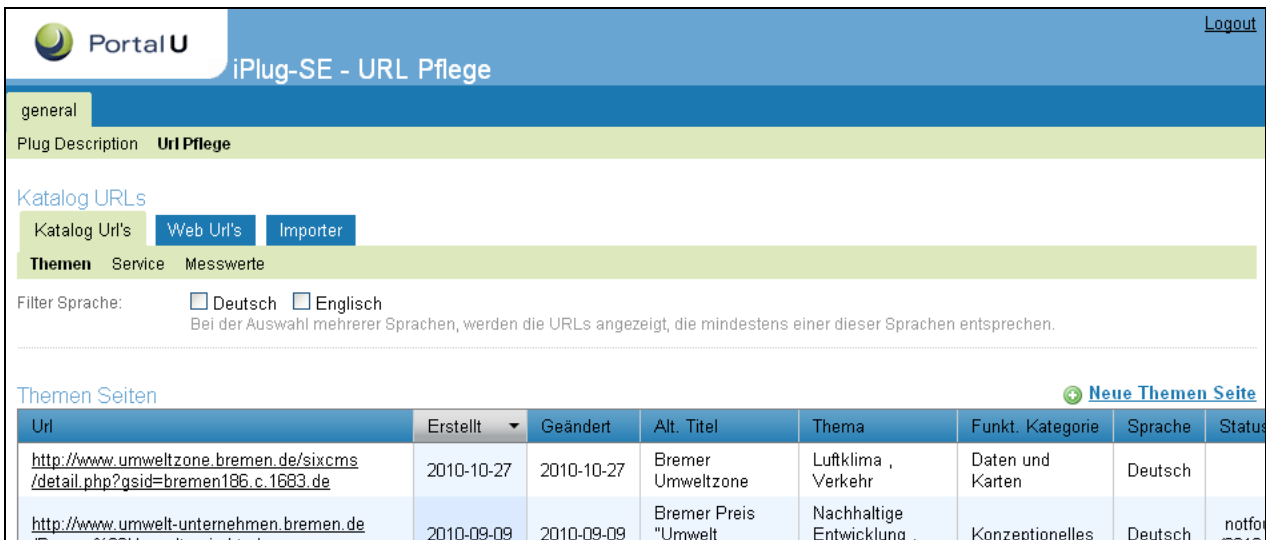 Logout
Portal U
iPlug-SE - URL Pflege
general
Plug Description Url Pflege
Katalog URLs
Katalog Url's Web Url's Importer
Themen Service Messwerte
Filter Sprache: Deutsch Englisch
Bei der Auswahl mehrerer Sprachen, werden die URLs angezeigt, die mindestens einer dieser Sprachen entsprechen.
Themen Seiten Neue Themen Seite
Url Erstellt Geändert Alt. Titel Thema Funkt. Kategorie Sprache Status
http://www.umweltzone.bremen.de/sixcms
/detail.php?gsid=bremen186.c.1683.de
2010-10-27 2010-10-27
Bremer
Umweltzone
Luftklima ,
Verkehr
Daten und
Karten
Deutsch
http://www.umwelt-unternehmen.bremen.de
2010-09-09 2010-09-09
Bremer Preis
"Umwelt
Nachhaltige
Entwicklung ,
Konzeptionelles
Deutsch